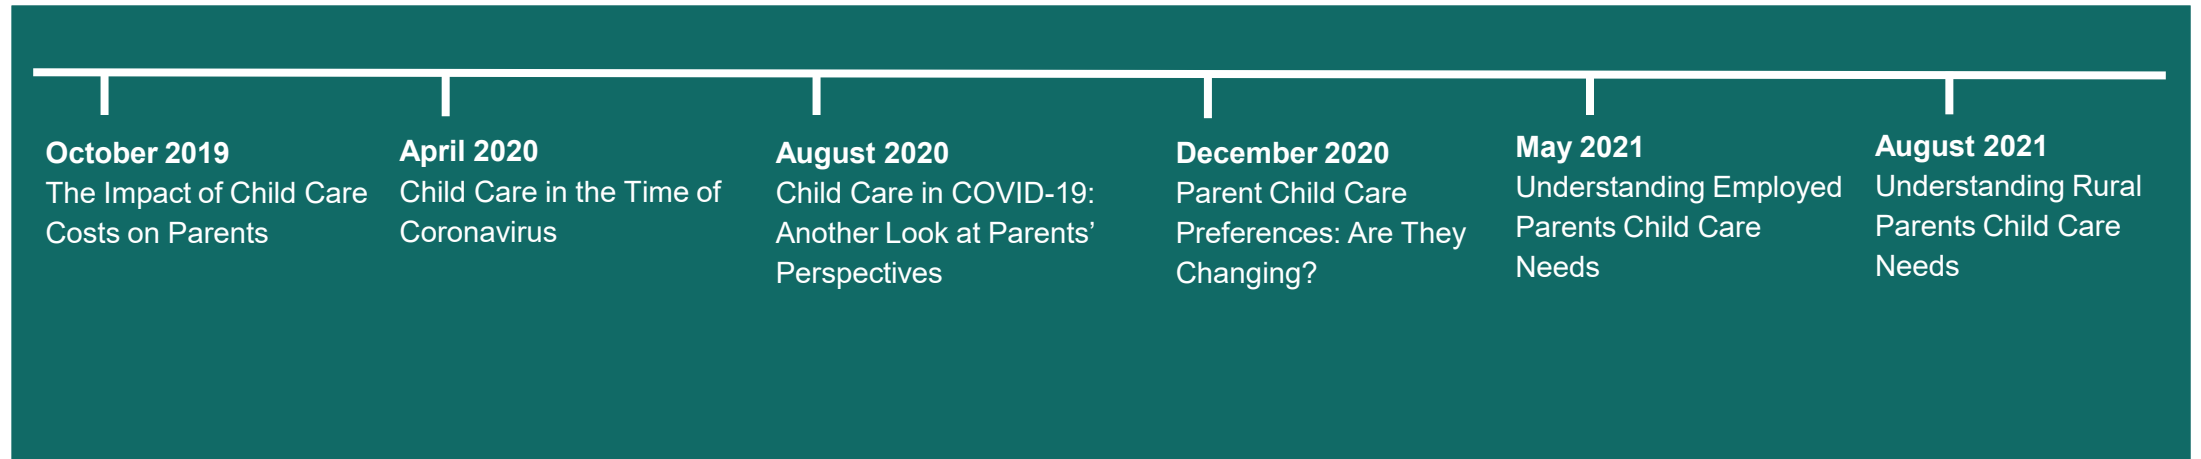 October 2019
The Impact of Child Care
Costs on Parents
April 2020
Child Care in the Time of
Coronavirus
August 2020
Child Care in COVID-19:
Another Look at Parents’
Perspectives
December 2020
Parent Child Care
Preferences: Are They
Changing?
May 2021
Understanding Employed
Parents Child Care
Needs
August 2021
Understanding Rural
Parents Child Care
Needs